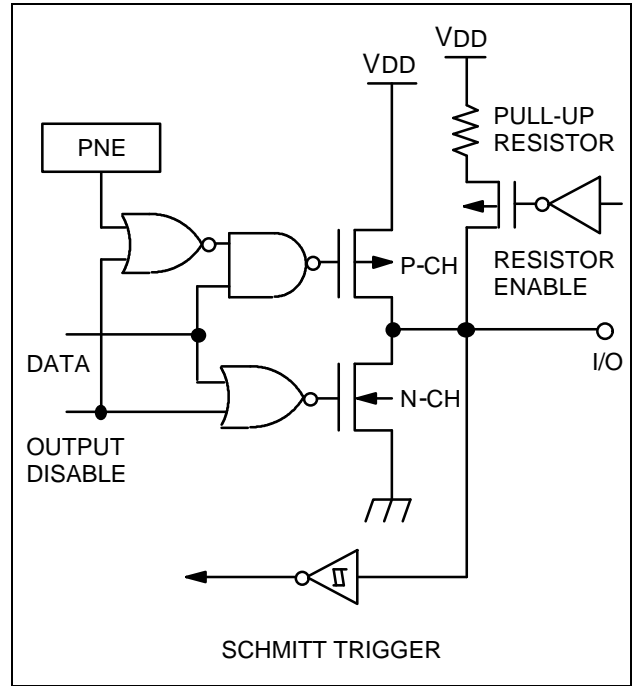 VDD
VDD
PULL-UP
RESISTOR
PNE
P-CH
RESISTOR
ENABLE
DATA
I/O
N-CH
OUTPUT
DISABLE
SCHMITT TRIGGER